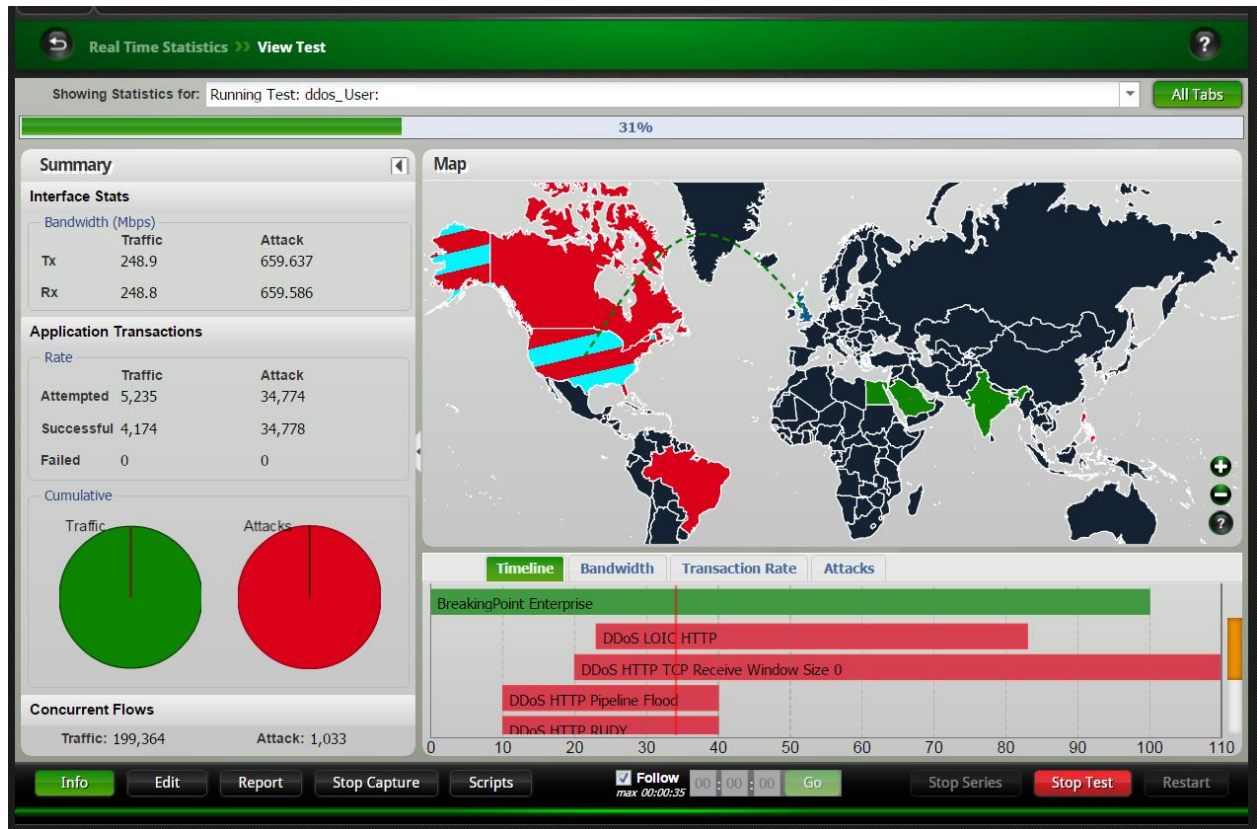 Real Time Statistics >> View Test
?
Showing Statistics for: Running Test: ddos_User:
All Tabs
31%
Summary
Interface Stats
Bandwidth (Mbps)
Traffic Attack
Tx 248.9 659.637
Rx 248.8 659.586
Application Transactions
Rate
Traffic Attack
Attempted 5,235 34,774
Successful 4,174 34,778
Failed 0 0
Cumulative
Traffic Attacks
Concurrent Flows
Traffic: 199,364 Attack: 1,033
Map
?
Timeline Bandwidth Transaction Rate Attacks
BreakingPoint Enterprise
DDoS LOIC HTTP
DDoS HTTP TCP Receive Window Size 0
DDoS HTTP Pipeline Flood
DDoS HTTP RUDY
0 10 20 30 40 50 60 70 80 90 100 110
Info Edit Report Stop Capture Scripts
Follow
max 00:00:35
00 : 00 : 00 Go
Stop Series Stop Test Restart